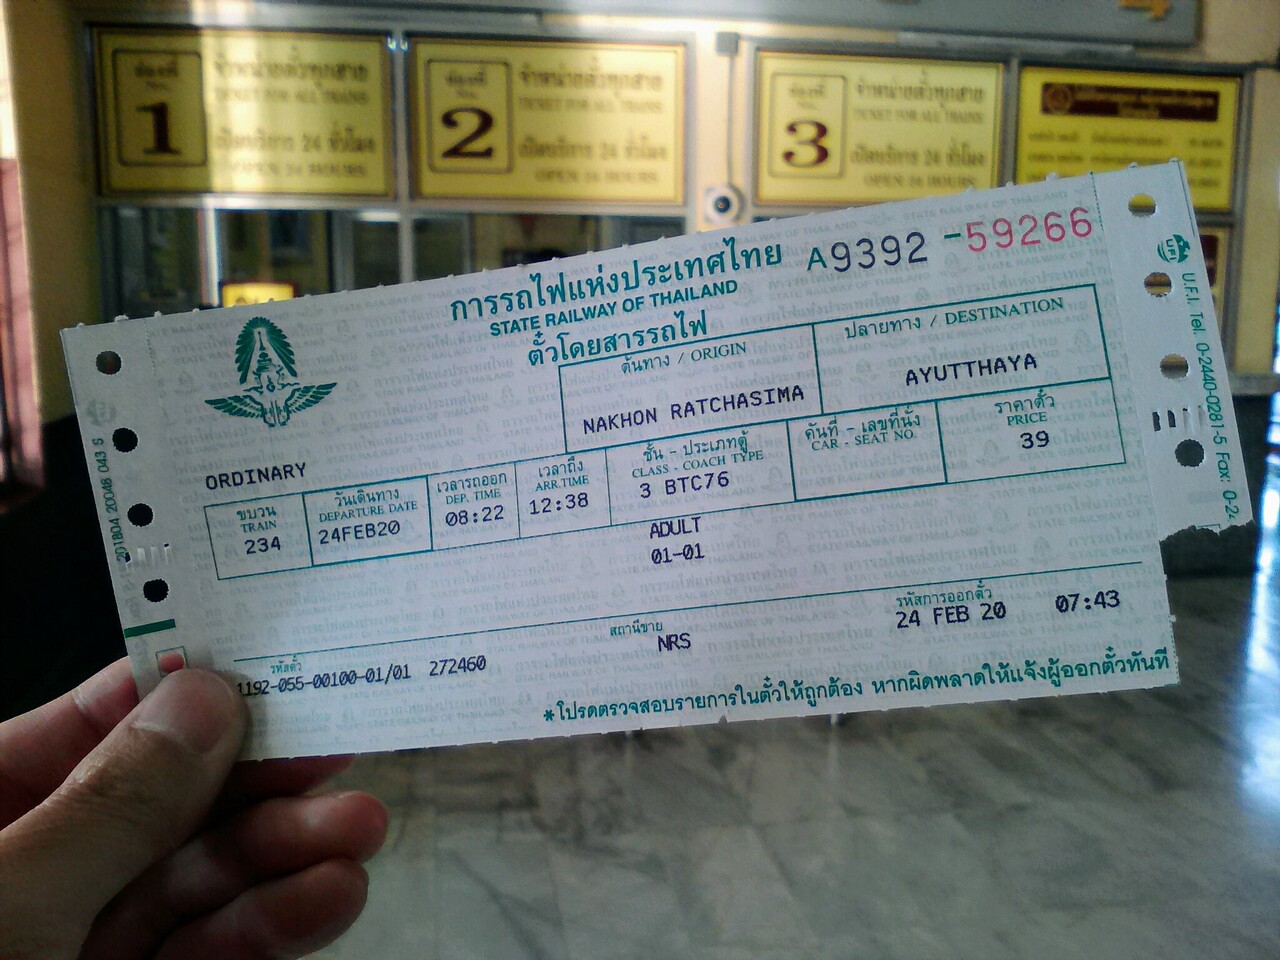 ช่องที่
No.
1
จำหน่ายตั๋วทุกสาย
TICKET FOR ALL TRAINS
เปิดบริการ 24 ชั่วโมง
OPEN 24 HOURS
ช่องที่
No.
2
จำหน่ายตั๋วทุกสาย
TICKET FOR ALL TRAINS
เปิดบริการ 24 ชั่วโมง
OPEN 24 HOURS
ช่องที่
No.
3
จำหน่ายตั๋วทุกสาย
TICKET FOR ALL TRAINS
เปิดบริการ 24 ชั่วโมง
OPEN 24 HOURS
การรถไฟแห่งประเทศไทย A9392 -59266
STATE RAILWAY OF THAILAND
ตั๋วโดยสารรถไฟ
ต้นทาง / ORIGIN ปลายทาง / DESTINATION
NAKHON RATCHASIMA AYUTTHAYA
ORDINARY
ขบวน วันเดินทาง เวลารถออก เวลาถึง ชั้น - ประเภทตู้ คันที่ - เลขที่นั่ง ราคาตั๋ว
TRAIN DEPARTURE DATE DEP. TIME ARR.TIME CLASS - COACH TYPE CAR - SEAT NO. PRICE
234 24FEB20 08:22 12:38 3 BTC76 39
ADULT
01-01
รหัสตั๋ว สถานีขาย รหัสการออกตั๋ว
1192-055-00100-01/01 272460 NRS 24 FEB 20 07:43
*โปรดตรวจสอบรายการในตั๋วให้ถูกต้อง หากผิดพลาดให้แจ้งผู้ออกตั๋วทันที
201804 20048 043 5
U.F.I. Tel. 0-2440-0281-5 Fax: 0-24